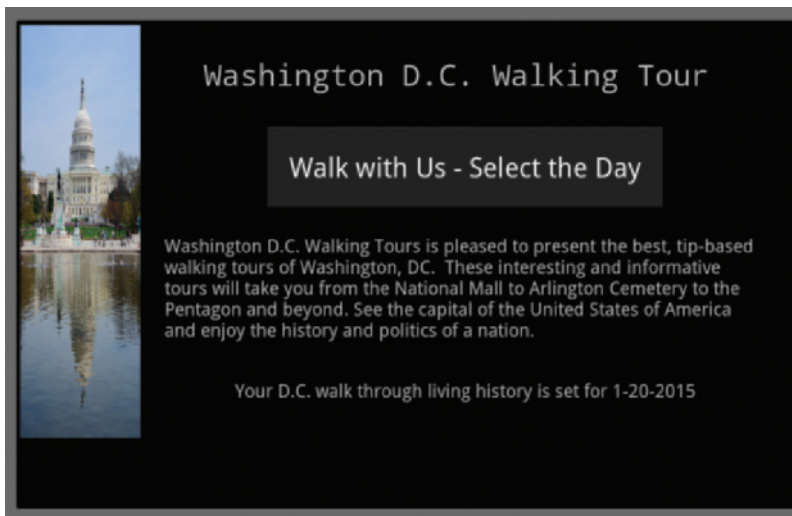 Washington D.C. Walking Tour
Walk with Us - Select the Day
Washington D.C. Walking Tours is pleased to present the best, tip-based
walking tours of Washington, DC.  These interesting and informative
tours will take you from the National Mall to Arlington Cemetery to the
Pentagon and beyond. See the capital of the United States of America
and enjoy the history and politics of a nation.
Your D.C. walk through living history is set for 1-20-2015